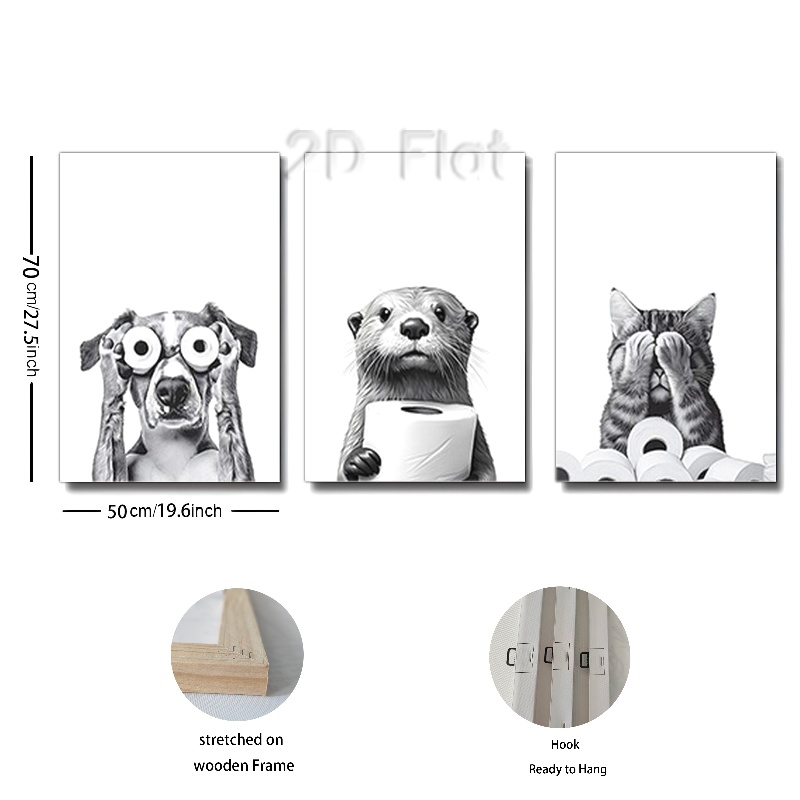 2D Flat
70 cm/27.5inch
50cm/19.6inch
stretched on
wooden Frame
Hook
Ready to Hang